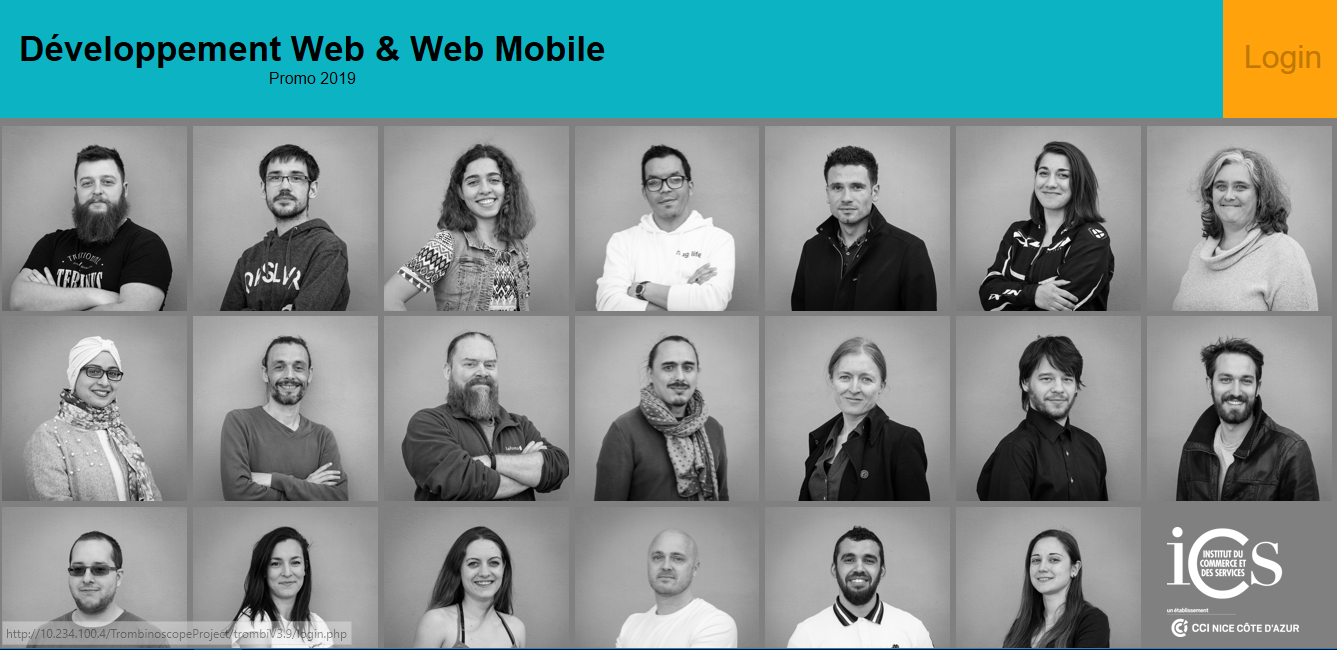 Développement Web & Web Mobile
Promo 2019
Login
iCs
INSTITUT DU
COMMERCE ET
DES SERVICES
un établissement
CCI NICE CÔTE D'AZUR
http://10.234.100.4/TrombinoscopeProject/trombiV3.9/login.php